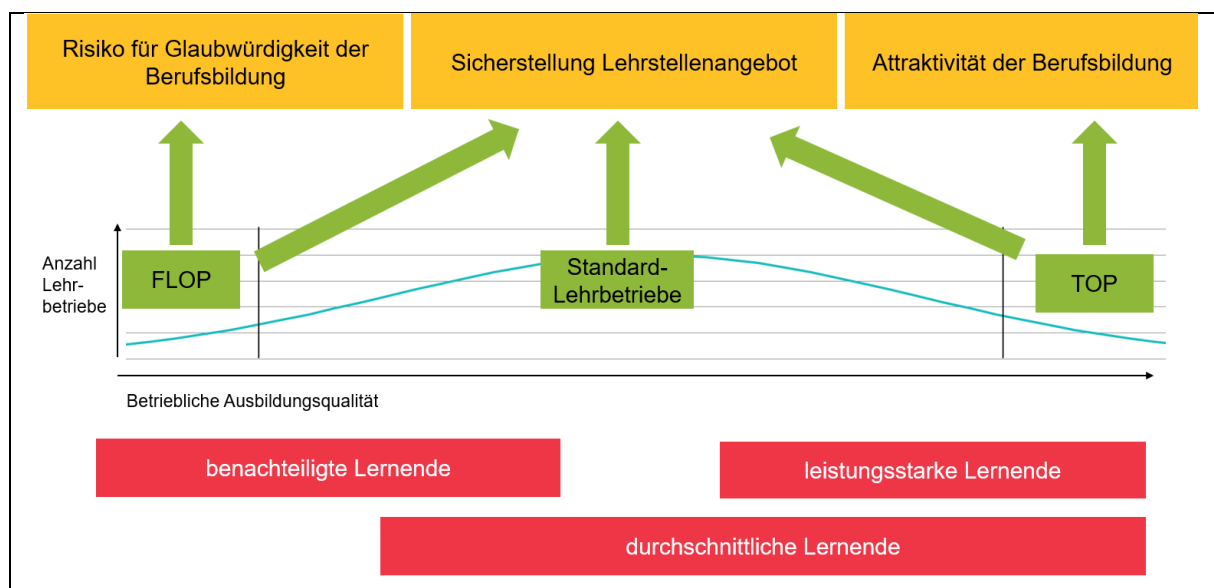 Risiko für Glaubwürdigkeit der
Berufsbildung
Sicherstellung Lehrstellenangebot
Attraktivität der Berufsbildung
Anzahl
Lehr-
betriebe
FLOP
Standard-
Lehrbetriebe
TOP
Betriebliche Ausbildungsqualität
benachteiligte Lernende
leistungsstarke Lernende
durchschnittliche Lernende